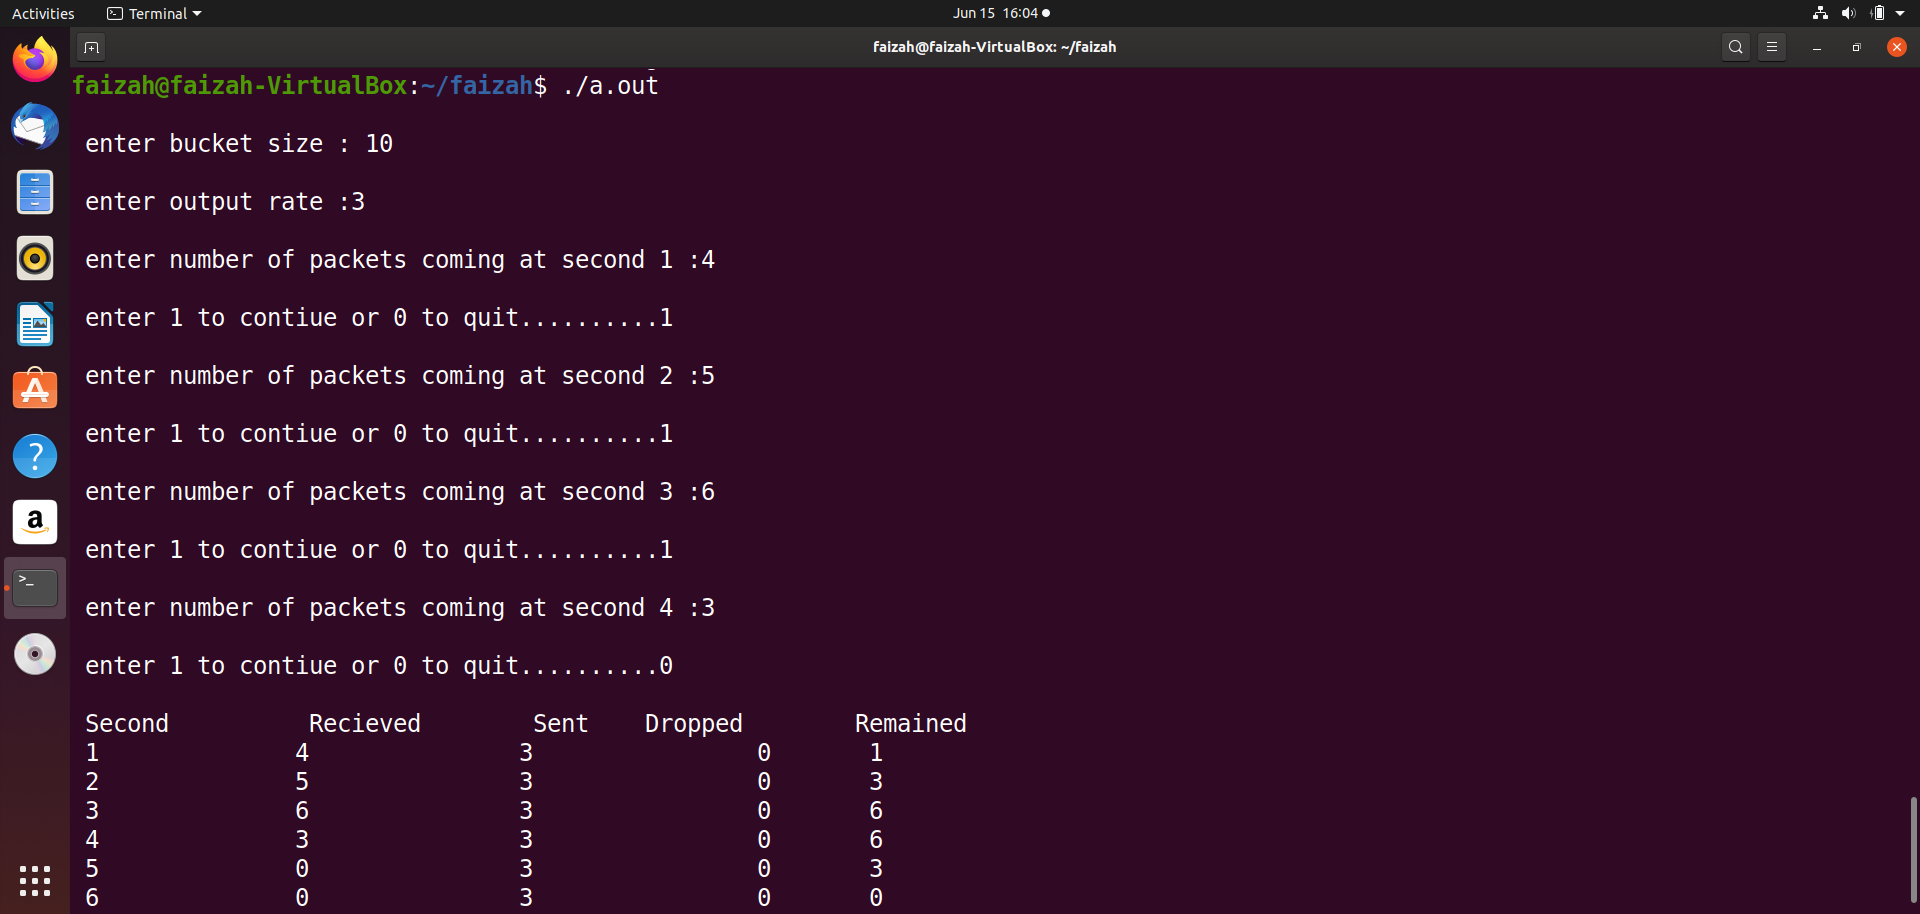 Activities Terminal Jun 15 16:04
faizah@faizah-VirtualBox: ~/faizah
faizah@faizah-VirtualBox:~/faizah$ ./a.out
enter bucket size : 10
enter output rate :3
enter number of packets coming at second 1 :4
enter 1 to contiue or 0 to quit..........1
enter number of packets coming at second 2 :5
enter 1 to contiue or 0 to quit..........1
enter number of packets coming at second 3 :6
enter 1 to contiue or 0 to quit..........1
enter number of packets coming at second 4 :3
enter 1 to contiue or 0 to quit..........0
Second Recieved Sent Dropped Remained
1 4 3 0 1
2 5 3 0 3
3 6 3 0 6
4 3 3 0 6
5 0 3 0 3
6 0 3 0 0